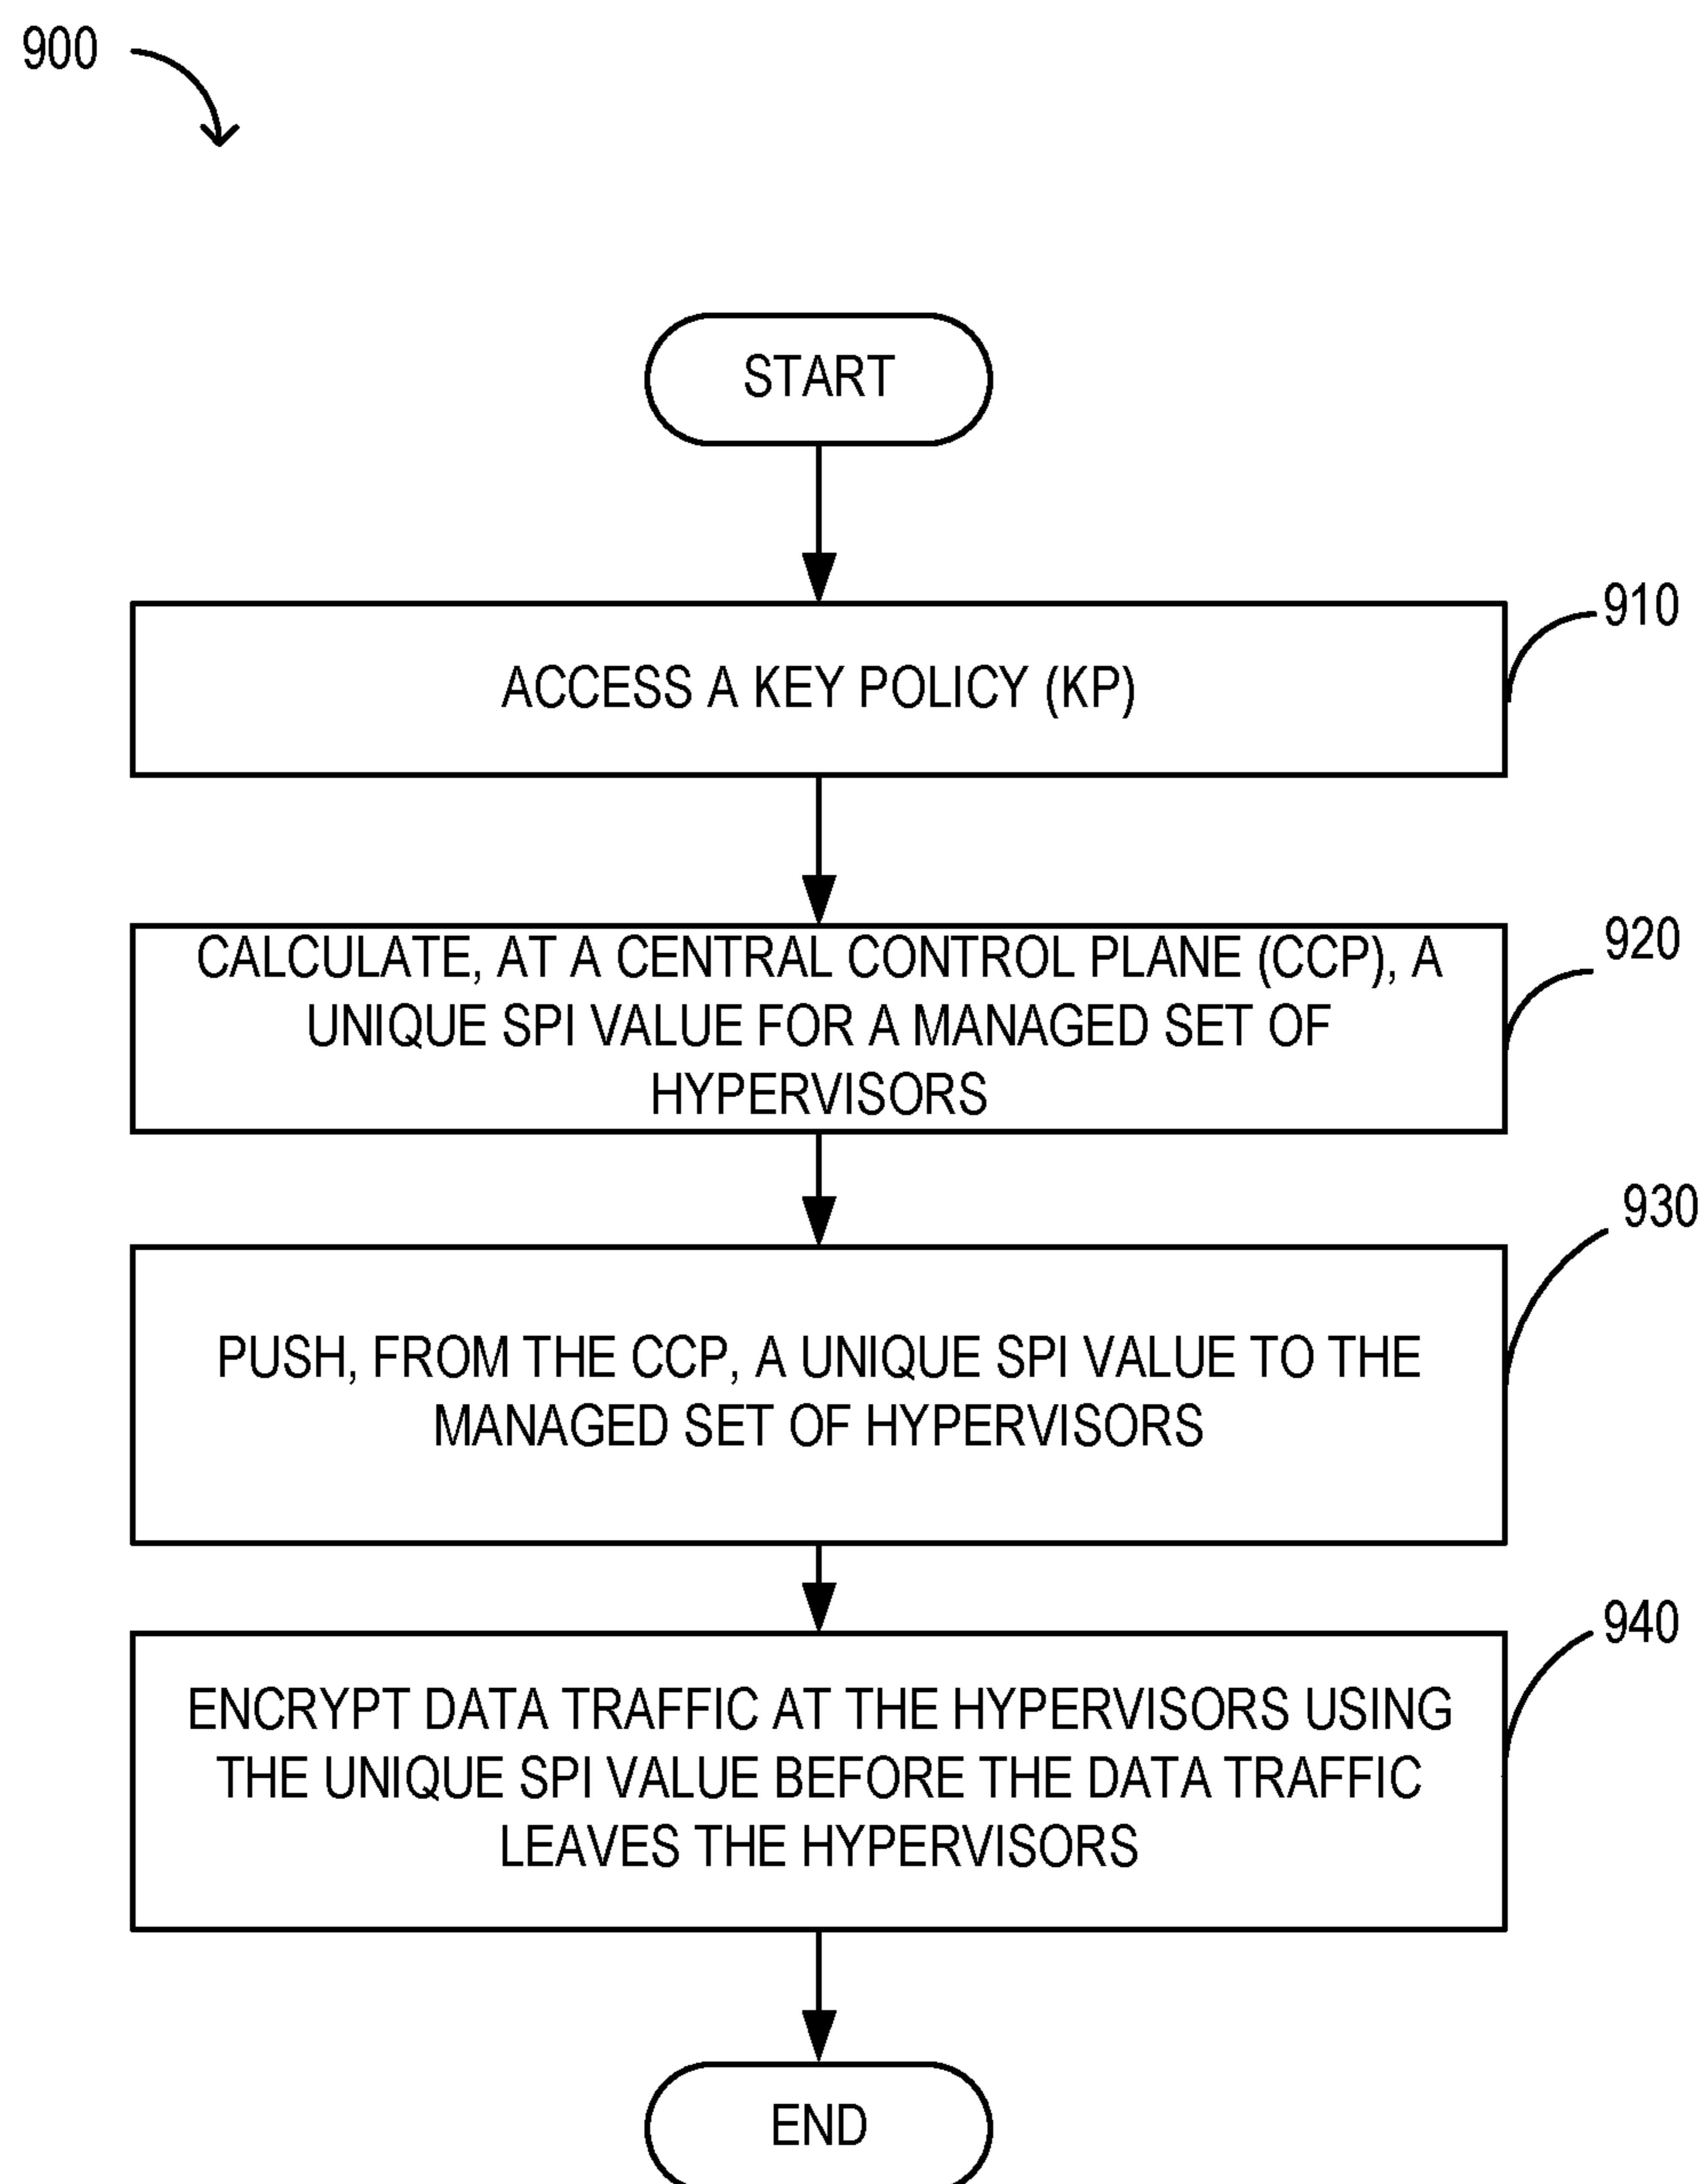 900
START
910
ACCESS A KEY POLICY (KP)
920
CALCULATE, AT A CENTRAL CONTROL PLANE (CCP), A
UNIQUE SPI VALUE FOR A MANAGED SET OF
HYPERVISORS
930
PUSH, FROM THE CCP, A UNIQUE SPI VALUE TO THE
MANAGED SET OF HYPERVISORS
940
ENCRYPT DATA TRAFFIC AT THE HYPERVISORS USING
THE UNIQUE SPI VALUE BEFORE THE DATA TRAFFIC
LEAVES THE HYPERVISORS
END